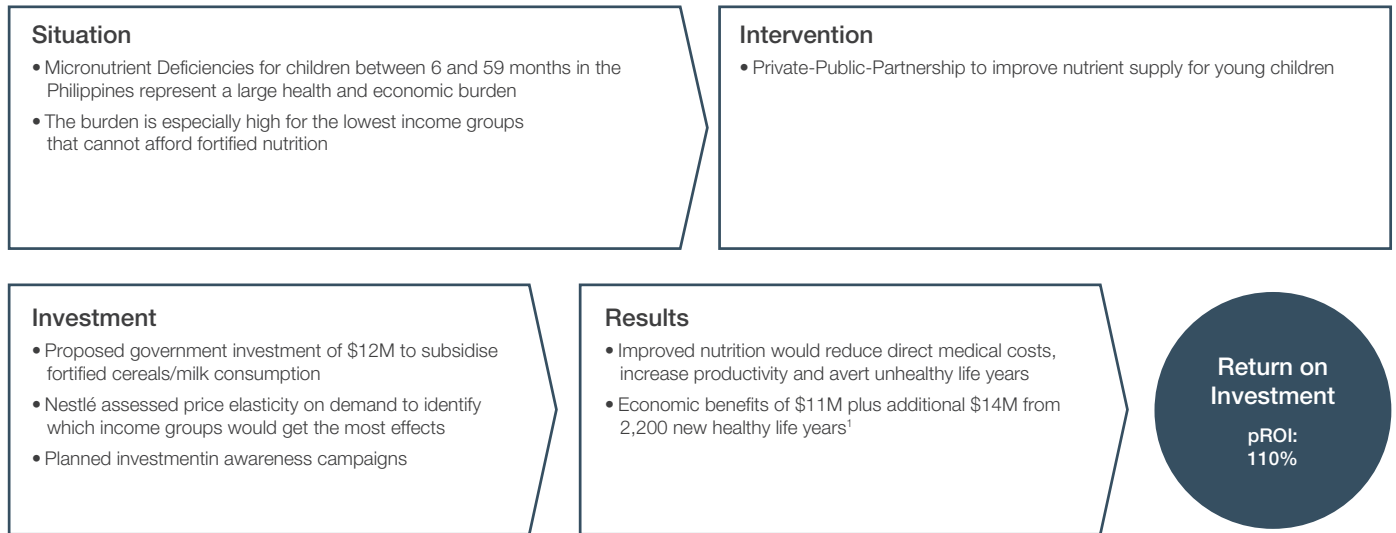 Situation
• Micronutrient Deficiencies for children between 6 and 59 months in the
Philippines represent a large health and economic burden
• The burden is especially high for the lowest income groups
that cannot afford fortified nutrition
Intervention
• Private-Public-Partnership to improve nutrient supply for young children
Investment
• Proposed government investment of $12M to subsidise
fortified cereals/milk consumption
• Nestlé assessed price elasticity on demand to identify
which income groups would get the most effects
• Planned investmentin awareness campaigns
Results
• Improved nutrition would reduce direct medical costs,
increase productivity and avert unhealthy life years
• Economic benefits of $11M plus additional $14M from
2,200 new healthy life years¹
Return on
Investment
pROI:
110%